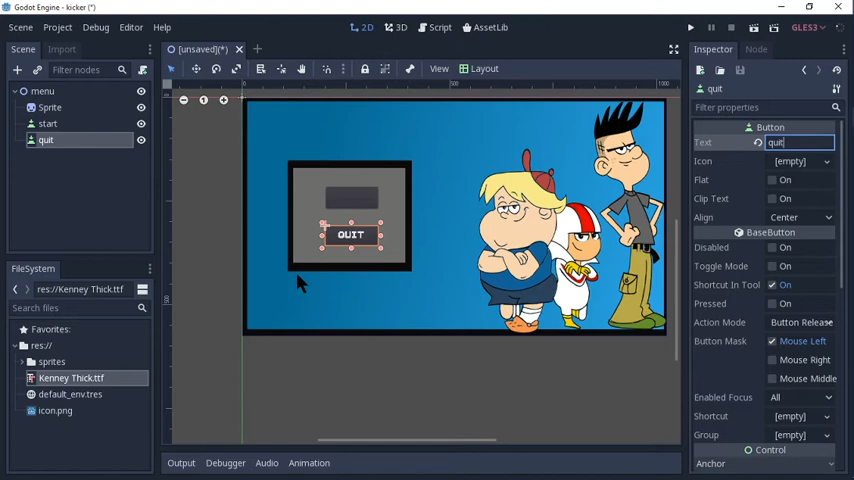 Godot Engine - kicker (*)
Scene Project Debug Editor Help
2D 3D Script AssetLib
GLES3
Scene Import
[unsaved](*)
Inspector Node
Filter nodes
View Layout
quit
Filter properties
menu
Sprite
start
quit
0 500 1000
1
QUIT
500
Button
Text quit
Icon [empty]
Flat On
Clip Text On
Align Center
BaseButton
Disabled On
Toggle Mode On
Shortcut In Tool On
Pressed On
Action Mode Button Release
Button Mask Mouse Left
Mouse Right
Mouse Middle
Enabled Focus All
Shortcut [empty]
Group [empty]
Control
Anchor
FileSystem
res://Kenney Thick.ttf
Search files
Favorites:
res://
sprites
Kenney Thick.ttf
default_env.tres
icon.png
Output Debugger Audio Animation